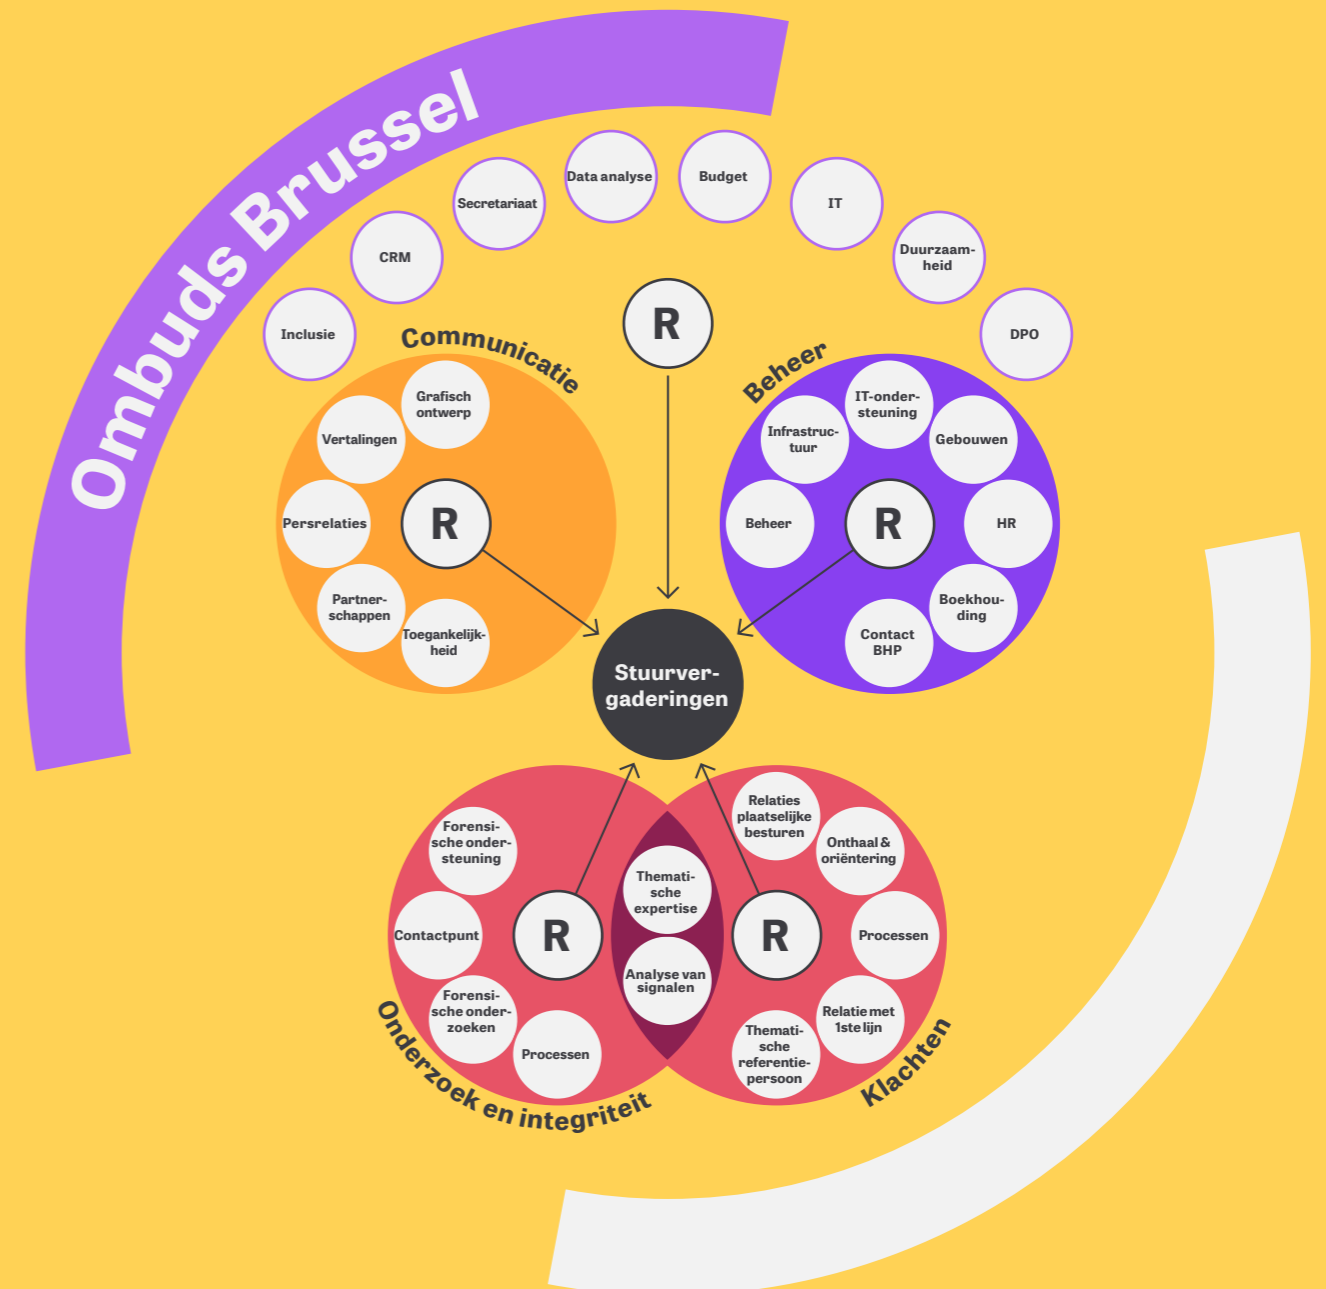 Ombuds Brussel
Inclusie
CRM
Secretariaat
Data analyse
Budget
IT
Duurzaam-
heid
DPO
R
Communicatie
Grafisch
ontwerp
Vertalingen
Persrelaties
R
Partner-
schappen
Toegankelijk-
heid
Beheer
IT-onder-
steuning
Infrastruc-
tuur
Gebouwen
Beheer
R
HR
Boekhou-
ding
Contact
BHP
Stuurver-
gaderingen
Forensi-
sche onder-
steuning
Contactpunt
R
Forensi-
sche onder-
zoeken
Processen
Onderzoek en integriteit
Themati-
sche
expertise
Analyse van
signalen
Relaties
plaatselijke
besturen
Onthaal &
oriëntering
R
Processen
Relatie met
1ste lijn
Themati-
sche
referentie-
persoon
Klachten